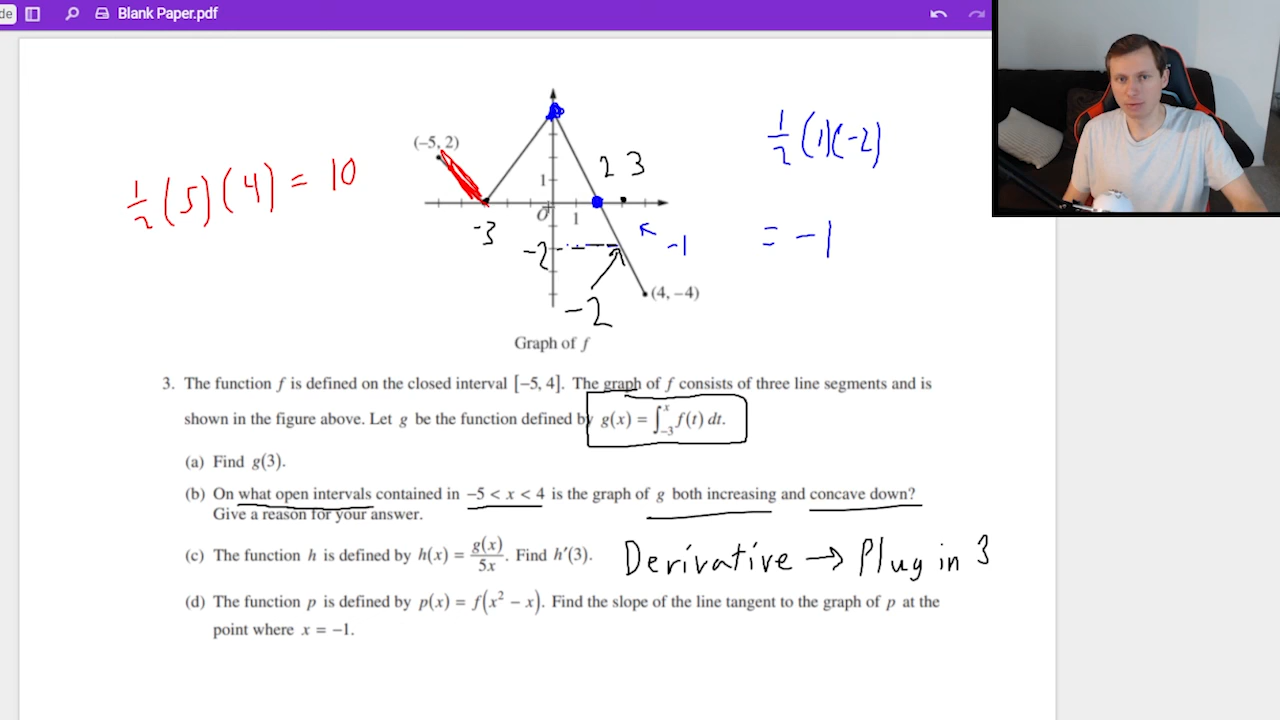 de
Blank Paper.pdf
(-5, 2)
1/2 (5)(4) = 10
2 3
1/2 (1)(-2)
1
O
1
-3
-2
-1
= -1
-2
(4, -4)
Graph of f
3. The function f is defined on the closed interval [-5, 4]. The graph of f consists of three line segments and is
shown in the figure above. Let g be the function defined by g(x) = ∫_{-3}^{x} f(t) dt.
(a) Find g(3).
(b) On what open intervals contained in -5 < x < 4 is the graph of g both increasing and concave down?
Give a reason for your answer.
(c) The function h is defined by h(x) = g(x)/5x. Find h′(3). Derivative → Plug in 3
(d) The function p is defined by p(x) = f(x² - x). Find the slope of the line tangent to the graph of p at the
point where x = -1.